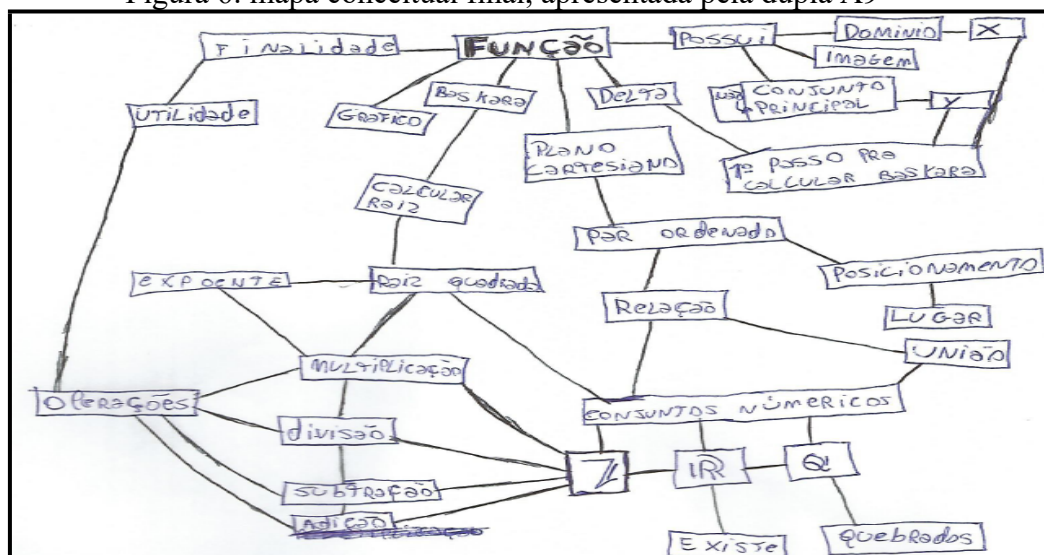 Figura 6: mapa conceitual final, apresentada pela dupla A9
Finalidade
FUNÇÃO
POSSUI
DOMINIO
X
IMAGEM
UTILIDADE
GRÁFICO
BASKARA
DELTA
CONJUNTO
PRINCIPAL
Y
PLANO
CARTESIANO
1º PASSO PRA
CALCULAR BASKARA
CALCULAR
RAIZ
PAR ORDENADO
EXPOENTE
RAIZ QUADRADA
POSICIONAMENTO
RELAÇÃO
LUGAR
UNIÃO
MULTIPLICAÇÃO
OPERAÇÕES
CONJUNTOS NÚMERICOS
divisão
Z
IR
Q
SUBTRAÇÃO
ADIÇÃO
EXISTE
QUEBRADOS